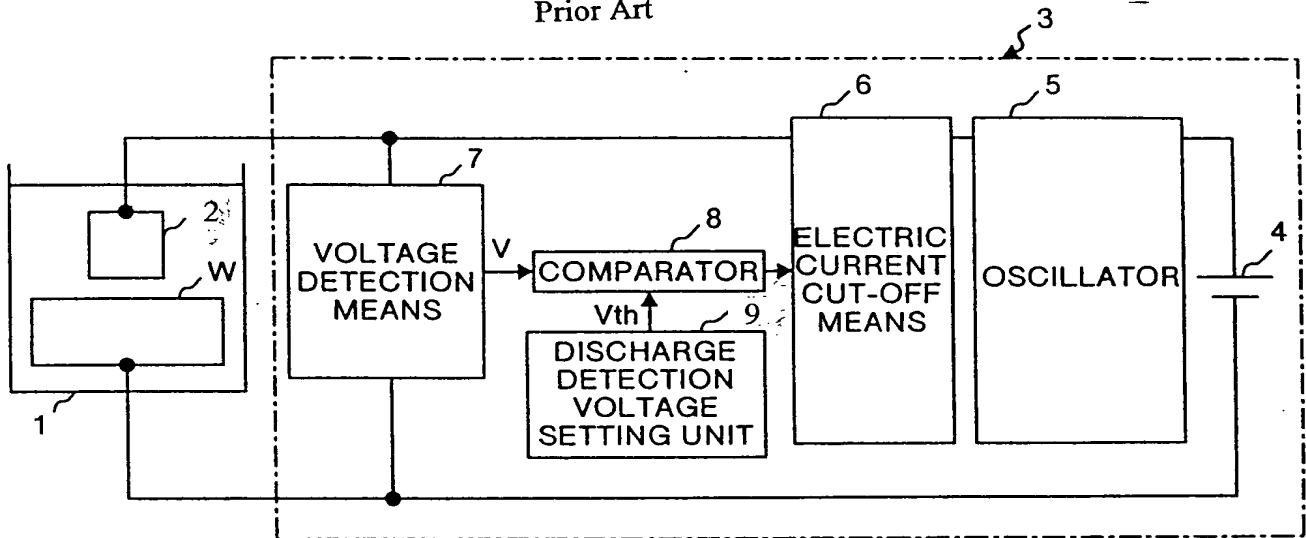 Prior Art
3
6
5
7
8
4
2
V
VOLTAGE
DETECTION
MEANS
COMPARATOR
ELECTRIC
CURRENT
CUT-OFF
MEANS
OSCILLATOR
W
Vth
9
DISCHARGE
DETECTION
VOLTAGE
SETTING UNIT
1